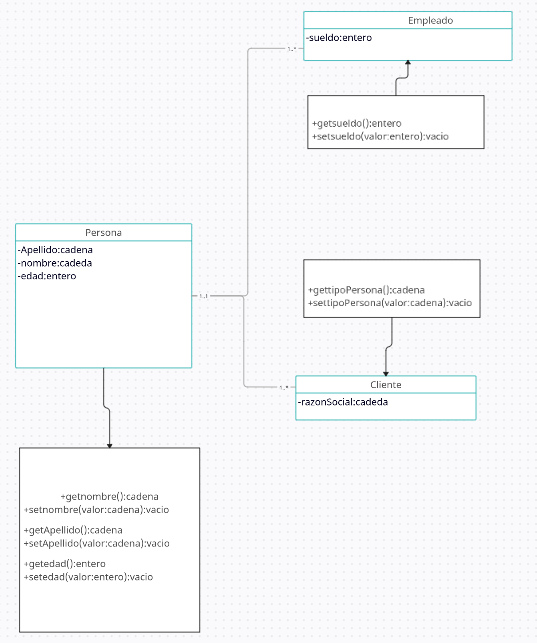 Empleado
-sueldo:entero
1..*
+getsueldo():entero
+setsueldo(valor:entero):vacio
Persona
-Apellido:cadena
-nombre:cadeda
-edad:entero
+gettipoPersona():cadena
+settipoPersona(valor:cadena):vacio
1..*
Cliente
-razonSocial:cadeda
+getnombre():cadena
+setnombre(valor:cadena):vacio
+getApellido():cadena
+setApellido(valor:cadena):vacio
+getedad():entero
+setedad(valor:entero):vacio